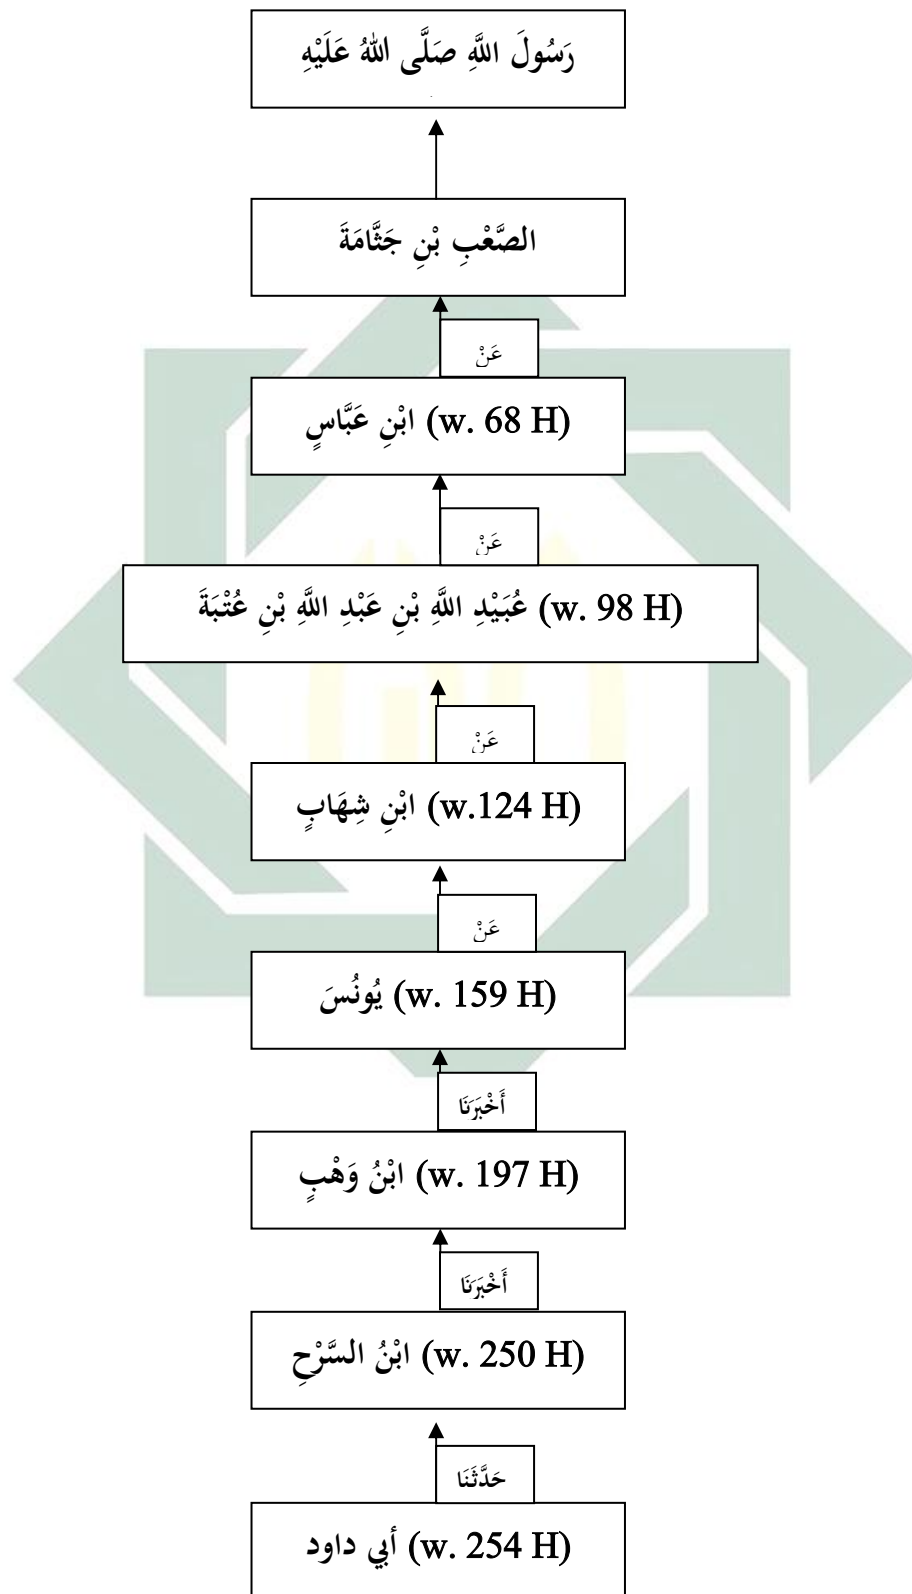 رَسُولَ اللَّهِ صَلَّى اللهُ عَلَيْهِ
الصَّعْبِ بْنِ جَثَّامَةَ
عَنْ
ابْنِ عَبَّاسٍ (w. 68 H)
عَنْ
عُبَيْدِ اللَّهِ بْنِ عَبْدِ اللَّهِ بْنِ عُتْبَةَ (w. 98 H)
عَنْ
ابْنِ شِهَابٍ (w.124 H)
عَنْ
يُونُسَ (w. 159 H)
أَخْبَرَنَا
ابْنُ وَهْبٍ (w. 197 H)
أَخْبَرَنَا
ابْنُ السَّرْحِ (w. 250 H)
حَدَّثَنَا
أبي داود (w. 254 H)